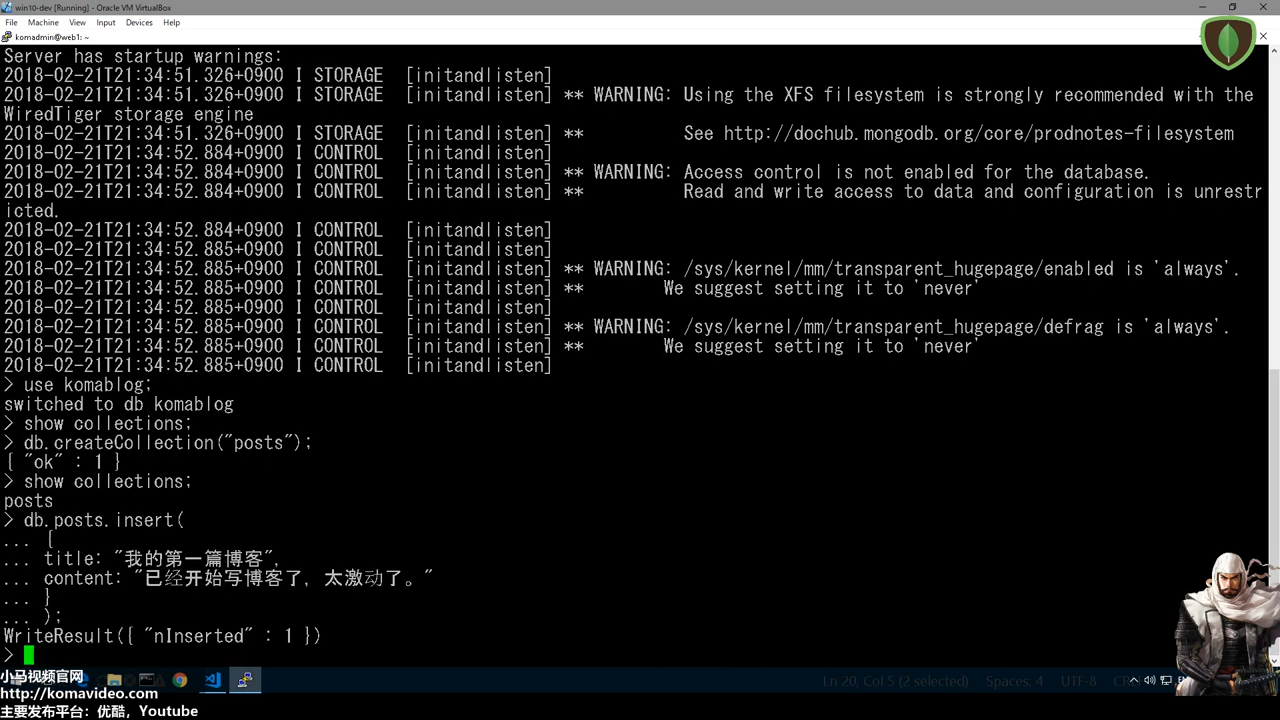 win10-dev [Running] - Oracle VM VirtualBox
File Machine View Input Devices Help
komadmin@web1: ~
Server has startup warnings:
2018-02-21T21:34:51.326+0900 I STORAGE  [initandlisten]
2018-02-21T21:34:51.326+0900 I STORAGE  [initandlisten] ** WARNING: Using the XFS filesystem is strongly recommended with the
WiredTiger storage engine
2018-02-21T21:34:51.326+0900 I STORAGE  [initandlisten] **          See http://dochub.mongodb.org/core/prodnotes-filesystem
2018-02-21T21:34:52.884+0900 I CONTROL  [initandlisten]
2018-02-21T21:34:52.884+0900 I CONTROL  [initandlisten] ** WARNING: Access control is not enabled for the database.
2018-02-21T21:34:52.884+0900 I CONTROL  [initandlisten] **          Read and write access to data and configuration is unrestr
icted.
2018-02-21T21:34:52.884+0900 I CONTROL  [initandlisten]
2018-02-21T21:34:52.885+0900 I CONTROL  [initandlisten]
2018-02-21T21:34:52.885+0900 I CONTROL  [initandlisten] ** WARNING: /sys/kernel/mm/transparent_hugepage/enabled is 'always'.
2018-02-21T21:34:52.885+0900 I CONTROL  [initandlisten] **        We suggest setting it to 'never'
2018-02-21T21:34:52.885+0900 I CONTROL  [initandlisten]
2018-02-21T21:34:52.885+0900 I CONTROL  [initandlisten] ** WARNING: /sys/kernel/mm/transparent_hugepage/defrag is 'always'.
2018-02-21T21:34:52.885+0900 I CONTROL  [initandlisten] **        We suggest setting it to 'never'
2018-02-21T21:34:52.885+0900 I CONTROL  [initandlisten]
> use komablog;
switched to db komablog
> show collections;
> db.createCollection("posts");
{ "ok" : 1 }
> show collections;
posts
> db.posts.insert(
... {
... title: "我的第一篇博客",
... content: "已经开始写博客了，太激动了。"
... }
... );
WriteResult({ "nInserted" : 1 })
>
小马视频官网
Ln 20, Col 5 (2 selected) Spaces: 4 UTF-8
http://komavideo.com
主要发布平台：优酷，Youtube